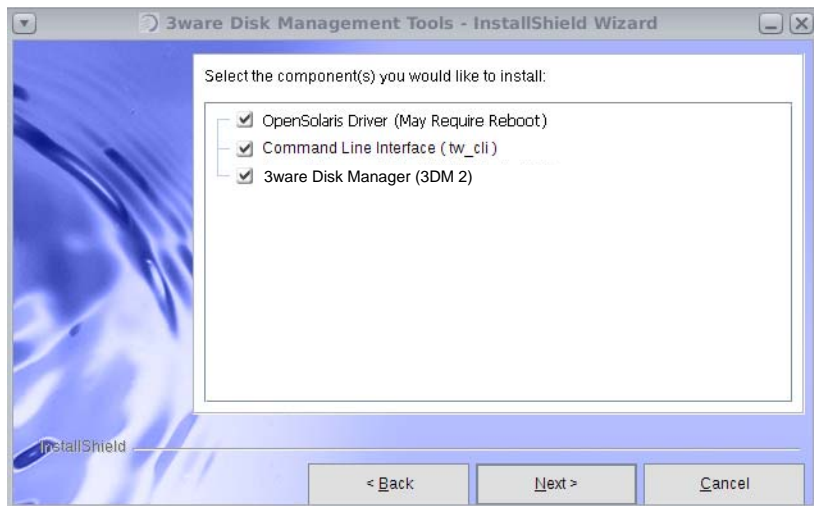 3ware Disk Management Tools - InstallShield Wizard
Select the component(s) you would like to install:
OpenSolaris Driver (May Require Reboot)
Command Line Interface ( tw_cli )
3ware Disk Manager (3DM 2)
InstallShield
< Back
Next >
Cancel